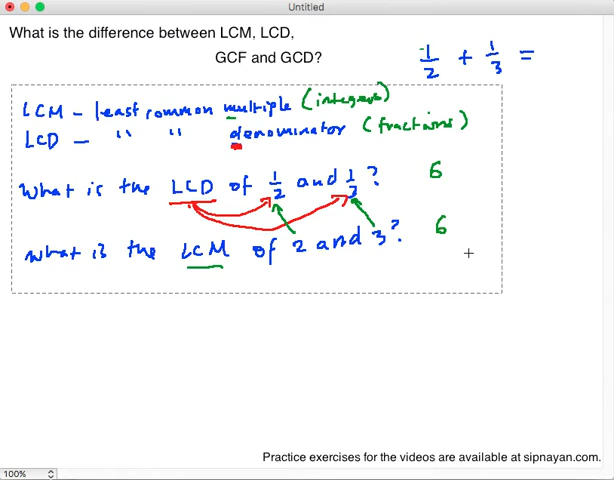 Untitled
What is the difference between LCM, LCD,
GCF and GCD?
1/2 + 1/3 =
LCM - least common multiple (integers)
LCD - " " denominator (fractions)
What is the LCD of 1/2 and 1/3? 6
What is the LCM of 2 and 3? 6
Practice exercises for the videos are available at sipnayan.com.
100%